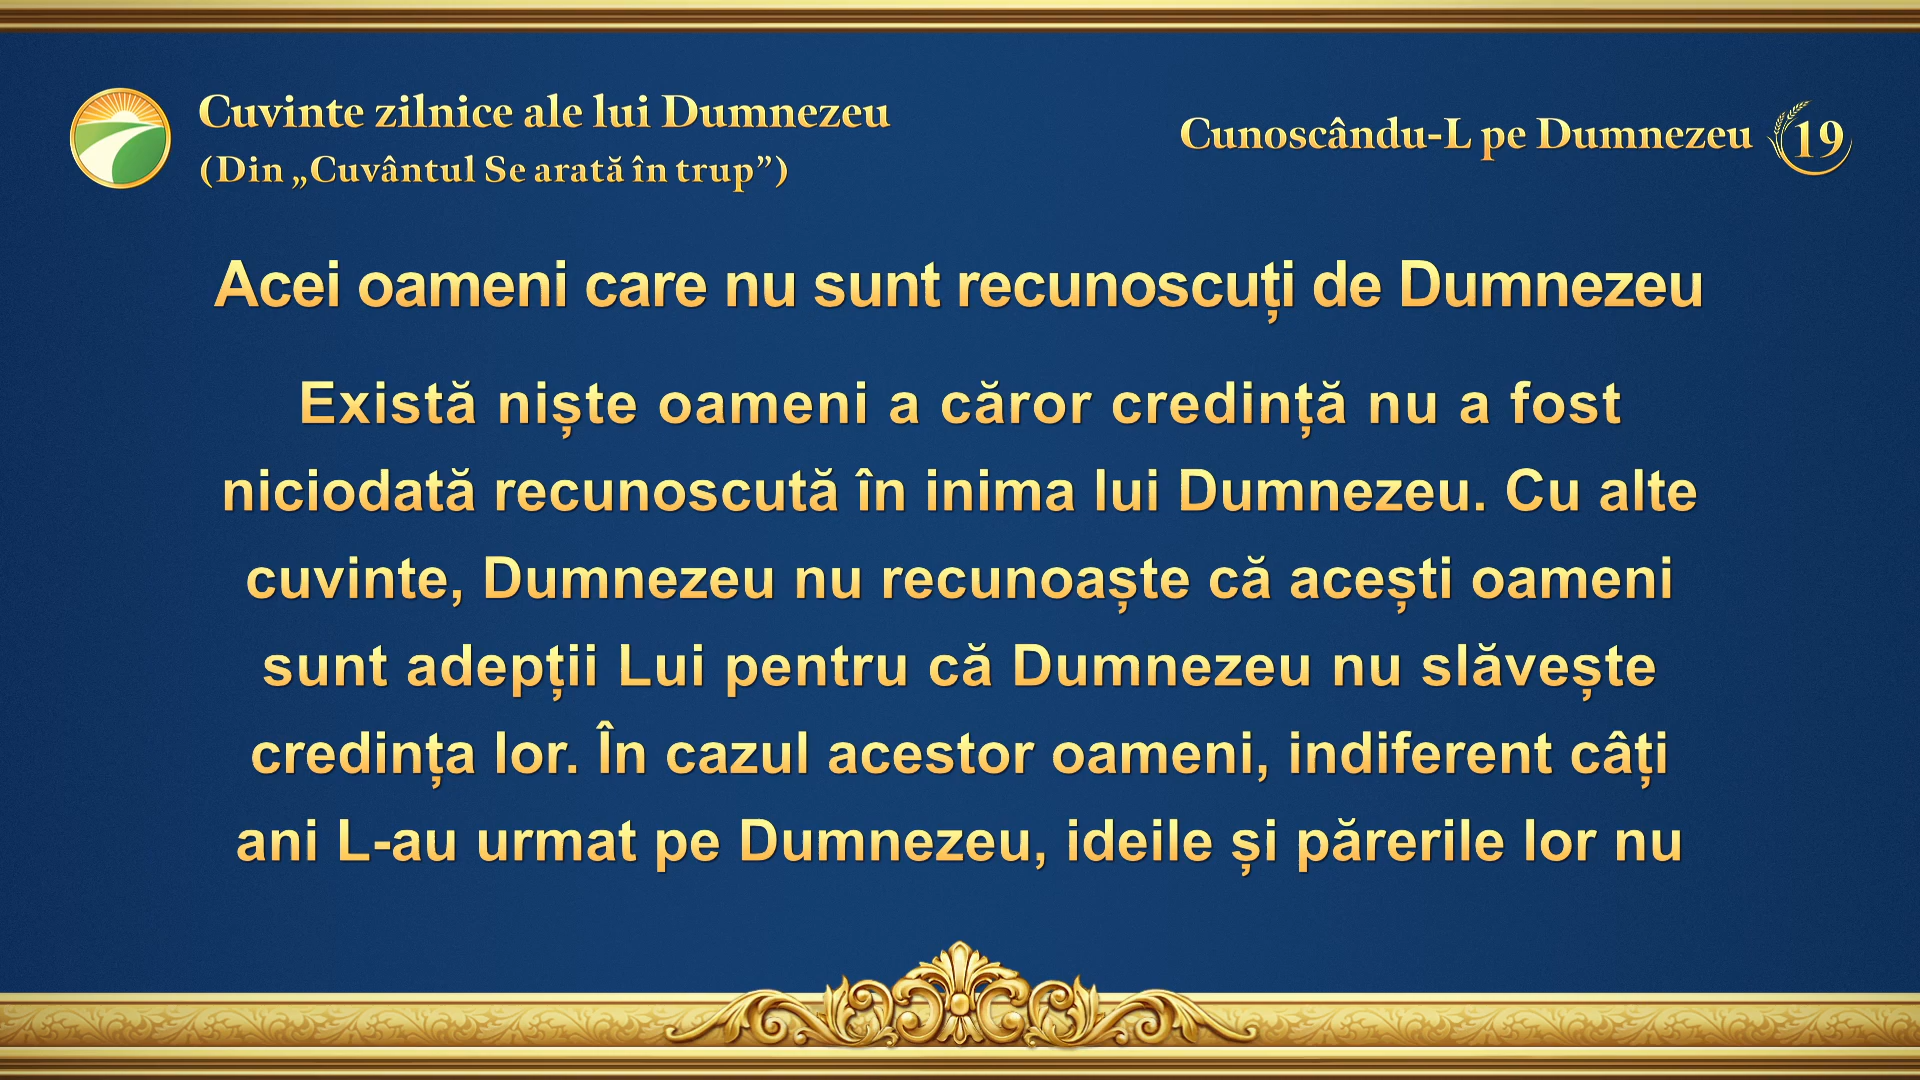 Cuvinte zilnice ale lui Dumnezeu
(Din „Cuvântul Se arată în trup”)
Cunoscându-L pe Dumnezeu 19
Acei oameni care nu sunt recunoscuți de Dumnezeu
Există niște oameni a căror credință nu a fost
niciodată recunoscută în inima lui Dumnezeu. Cu alte
cuvinte, Dumnezeu nu recunoaște că acești oameni
sunt adepții Lui pentru că Dumnezeu nu slăvește
credința lor. În cazul acestor oameni, indiferent câți
ani L-au urmat pe Dumnezeu, ideile și părerile lor nu